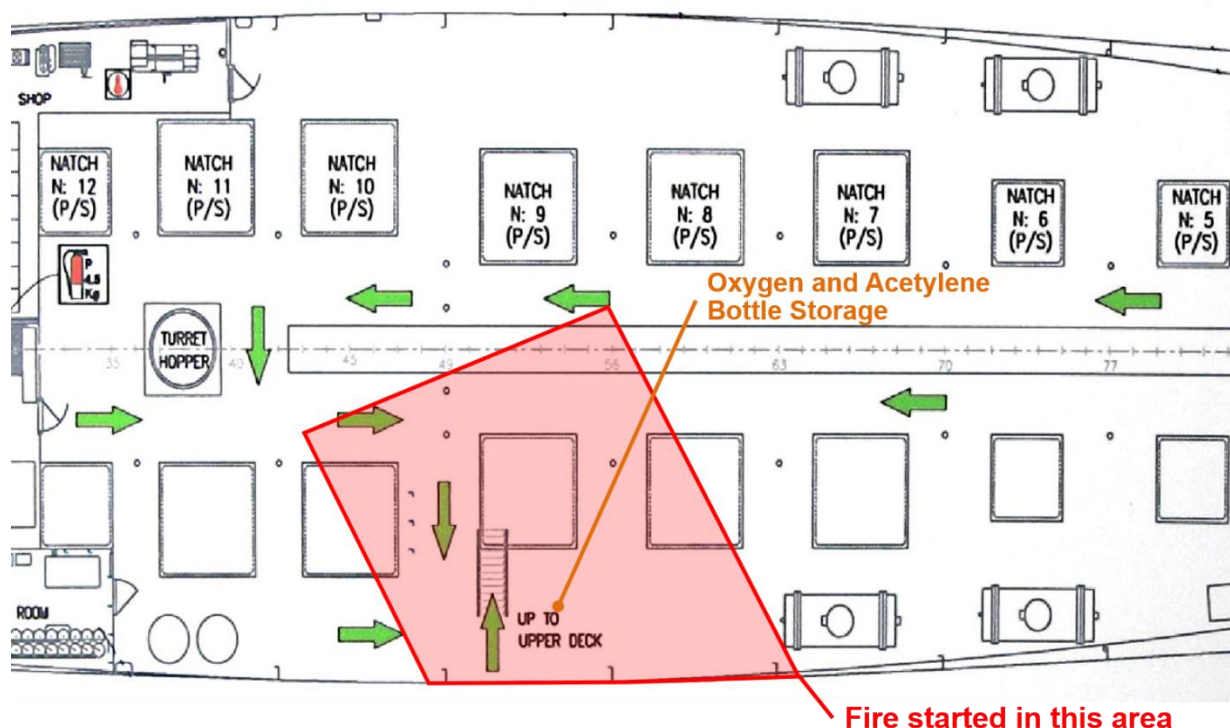 SHOP
NATCH
N: 12
(P/S)
NATCH
N: 11
(P/S)
NATCH
N: 10
(P/S)
NATCH
N: 9
(P/S)
NATCH
N: 8
(P/S)
NATCH
N: 7
(P/S)
NATCH
N: 6
(P/S)
NATCH
N: 5
(P/S)
P
4.5
Kg
Oxygen and Acetylene
Bottle Storage
TURRET
HOPPER
35
40
45
49
56
63
70
77
ROOM
UP TO
UPPER DECK
Fire started in this area